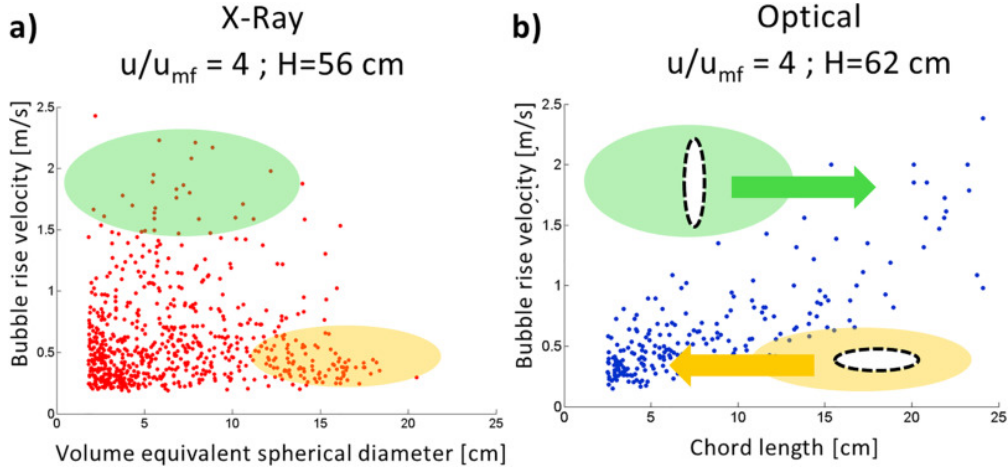 a)
X-Ray
u/umf = 4 ; H=56 cm
Bubble rise velocity [m/s]
2.5
2
1.5
1
0.5
0
0
5
10
15
20
25
Volume equivalent spherical diameter [cm]
b)
Optical
u/umf = 4 ; H=62 cm
Bubble rise velocity [m/s]
2.5
2
1.5
1
0.5
0
0
5
10
15
20
25
Chord length [cm]